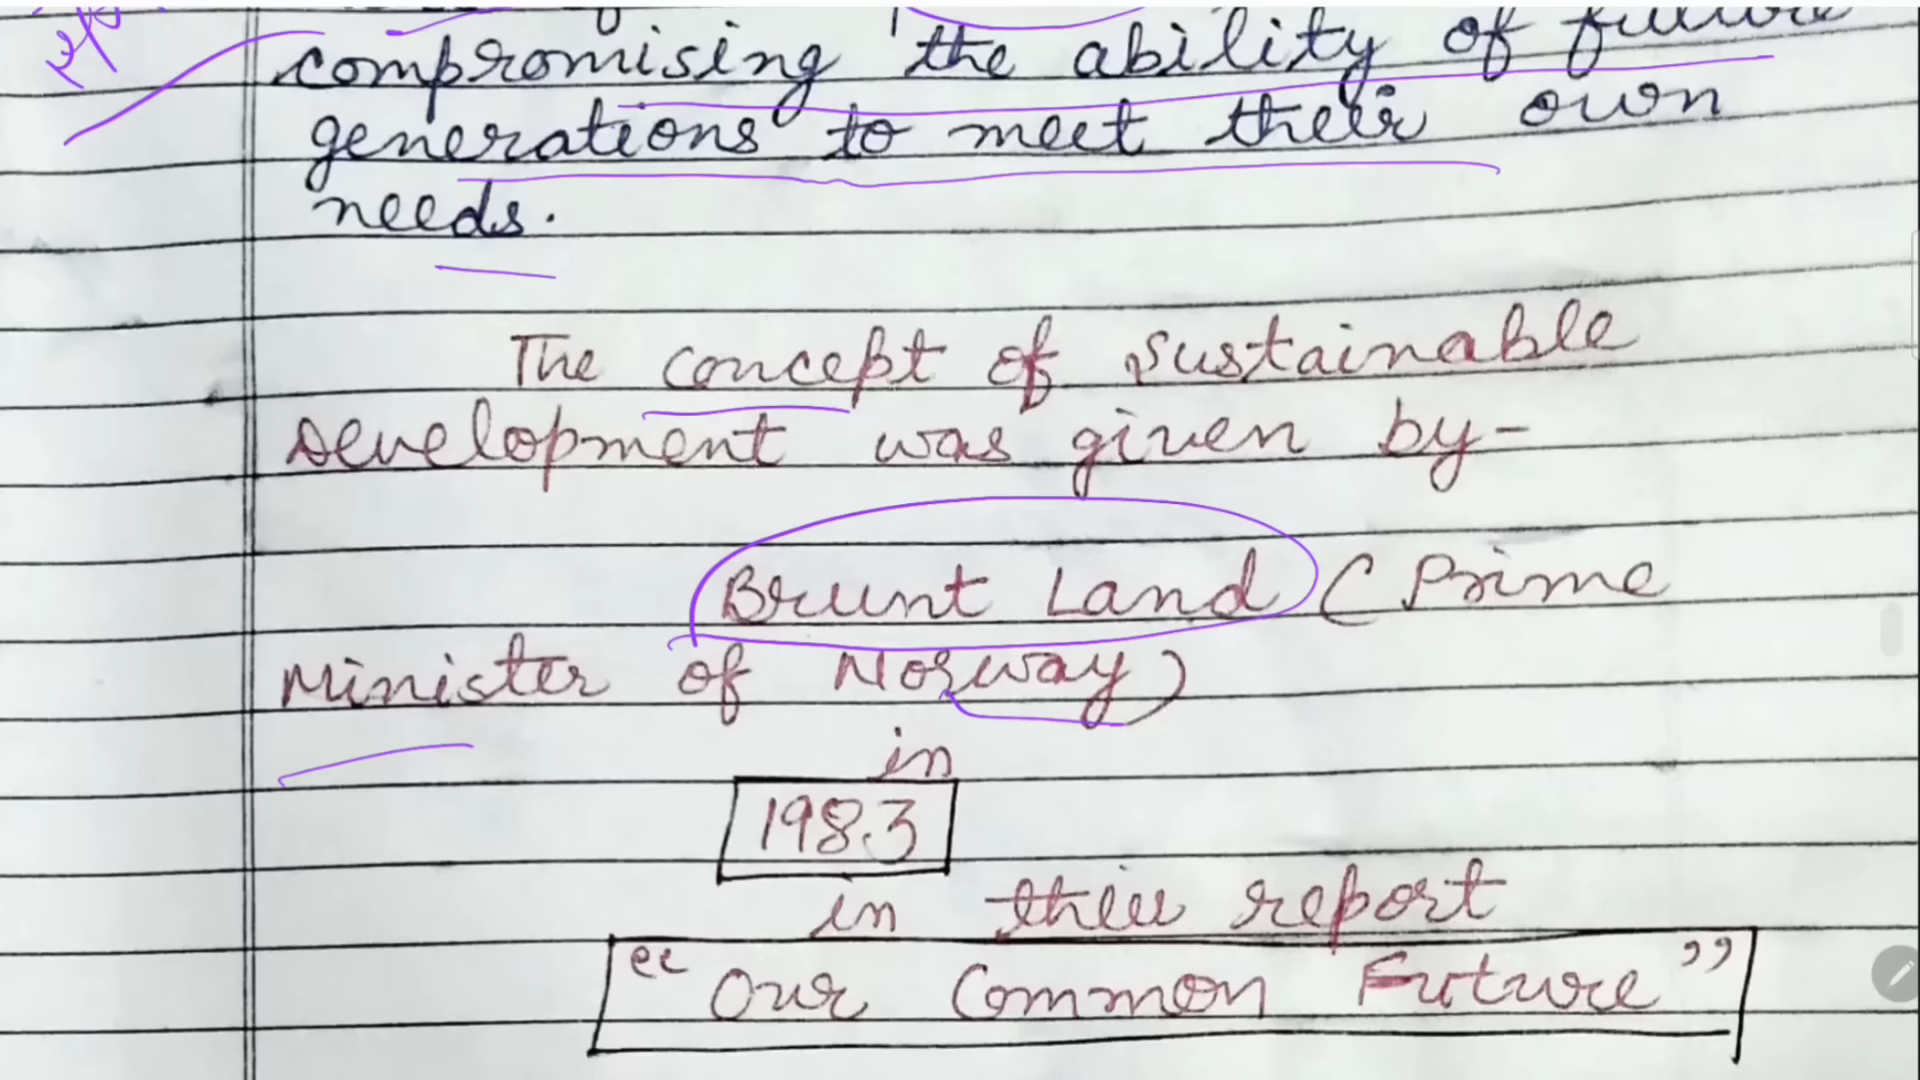 compromising the ability of future
generations to meet their own
needs.
The concept of sustainable
Development was given by-
Brunt Land ( Prime
Minister of Norway)
in
1983
in their report
"Our Common Future"